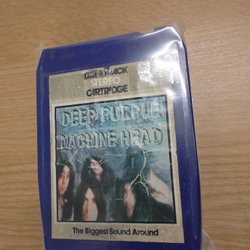 8 TRACK
STEREO
CARTRIDGE
DEEP PURPLE
MACHINE HEAD
The Biggest Sound Around